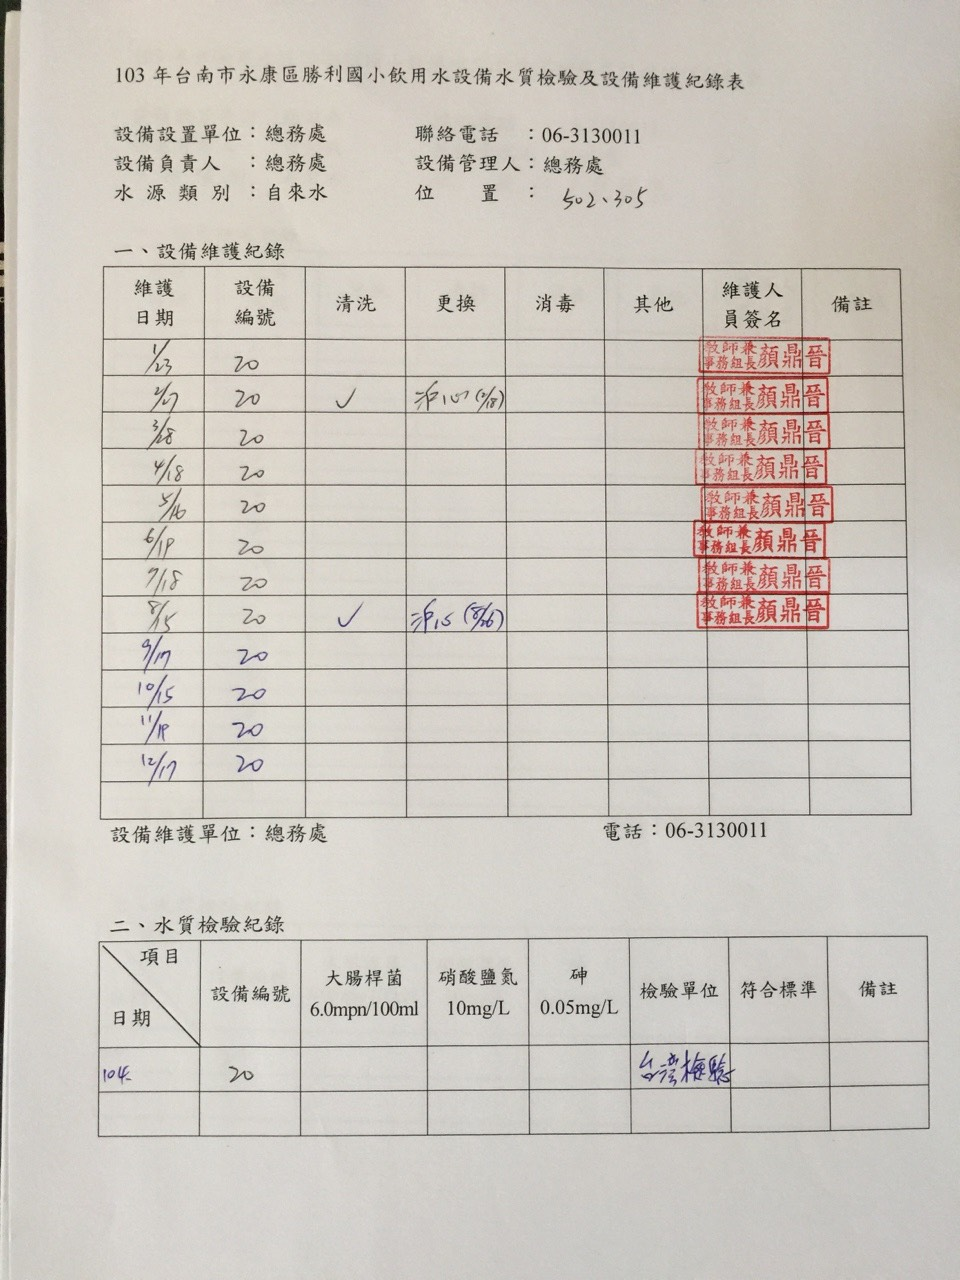 103 年台南市永康區勝利國小飲用水設備水質檢驗及設備維護紀錄表
設備設置單位：總務處 聯絡電話 ：06-3130011
設備負責人 ：總務處 設備管理人：總務處
水 源 類 別 ：自來水 位 置 ： 502、305
一、設備維護紀錄
維護日期 設備編號 清洗 更換 消毒 其他 維護人員簽名 備註
1/23 20 教師兼事務組長顏鼎晉
2/27 20 ✓ 教師兼事務組長顏鼎晉
3/28 20 教師兼事務組長顏鼎晉
4/18 20 教師兼事務組長顏鼎晉
5/16 20 教師兼事務組長顏鼎晉
6/19 20 教師兼事務組長顏鼎晉
7/18 20 教師兼事務組長顏鼎晉
8/15 20 ✓ 教師兼事務組長顏鼎晉
9/17 20
10/15 20
11/19 20
12/17 20
設備維護單位：總務處 電話：06-3130011
二、水質檢驗紀錄
項目 日期 設備編號 大腸桿菌 6.0mpn/100ml 硝酸鹽氮 10mg/L 砷 0.05mg/L 檢驗單位 符合標準 備註
20 台灣檢驗